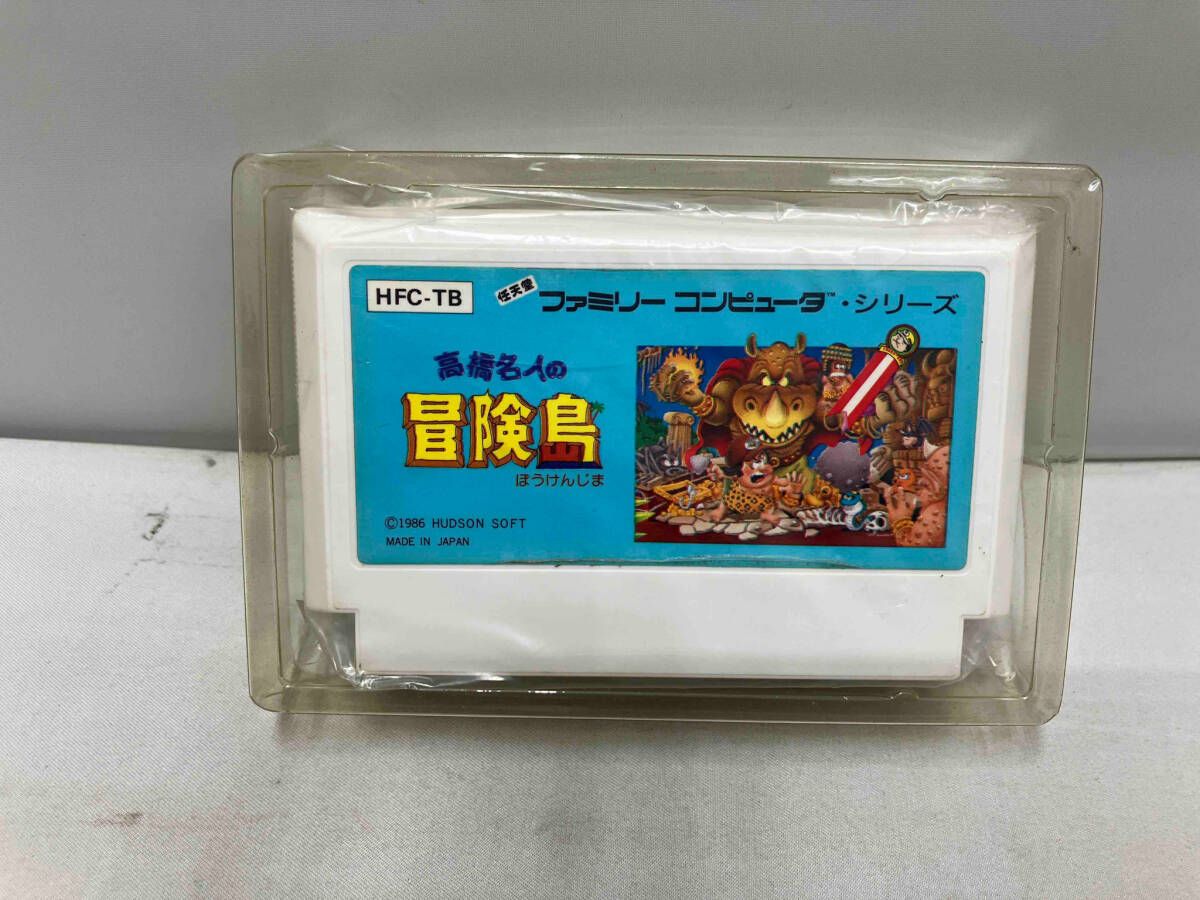 HFC-TB
任天堂 ファミリー コンピュータ™・シリーズ
高橋名人の
冒険島
ぼうけんじま
©1986 HUDSON SOFT
MADE IN JAPAN